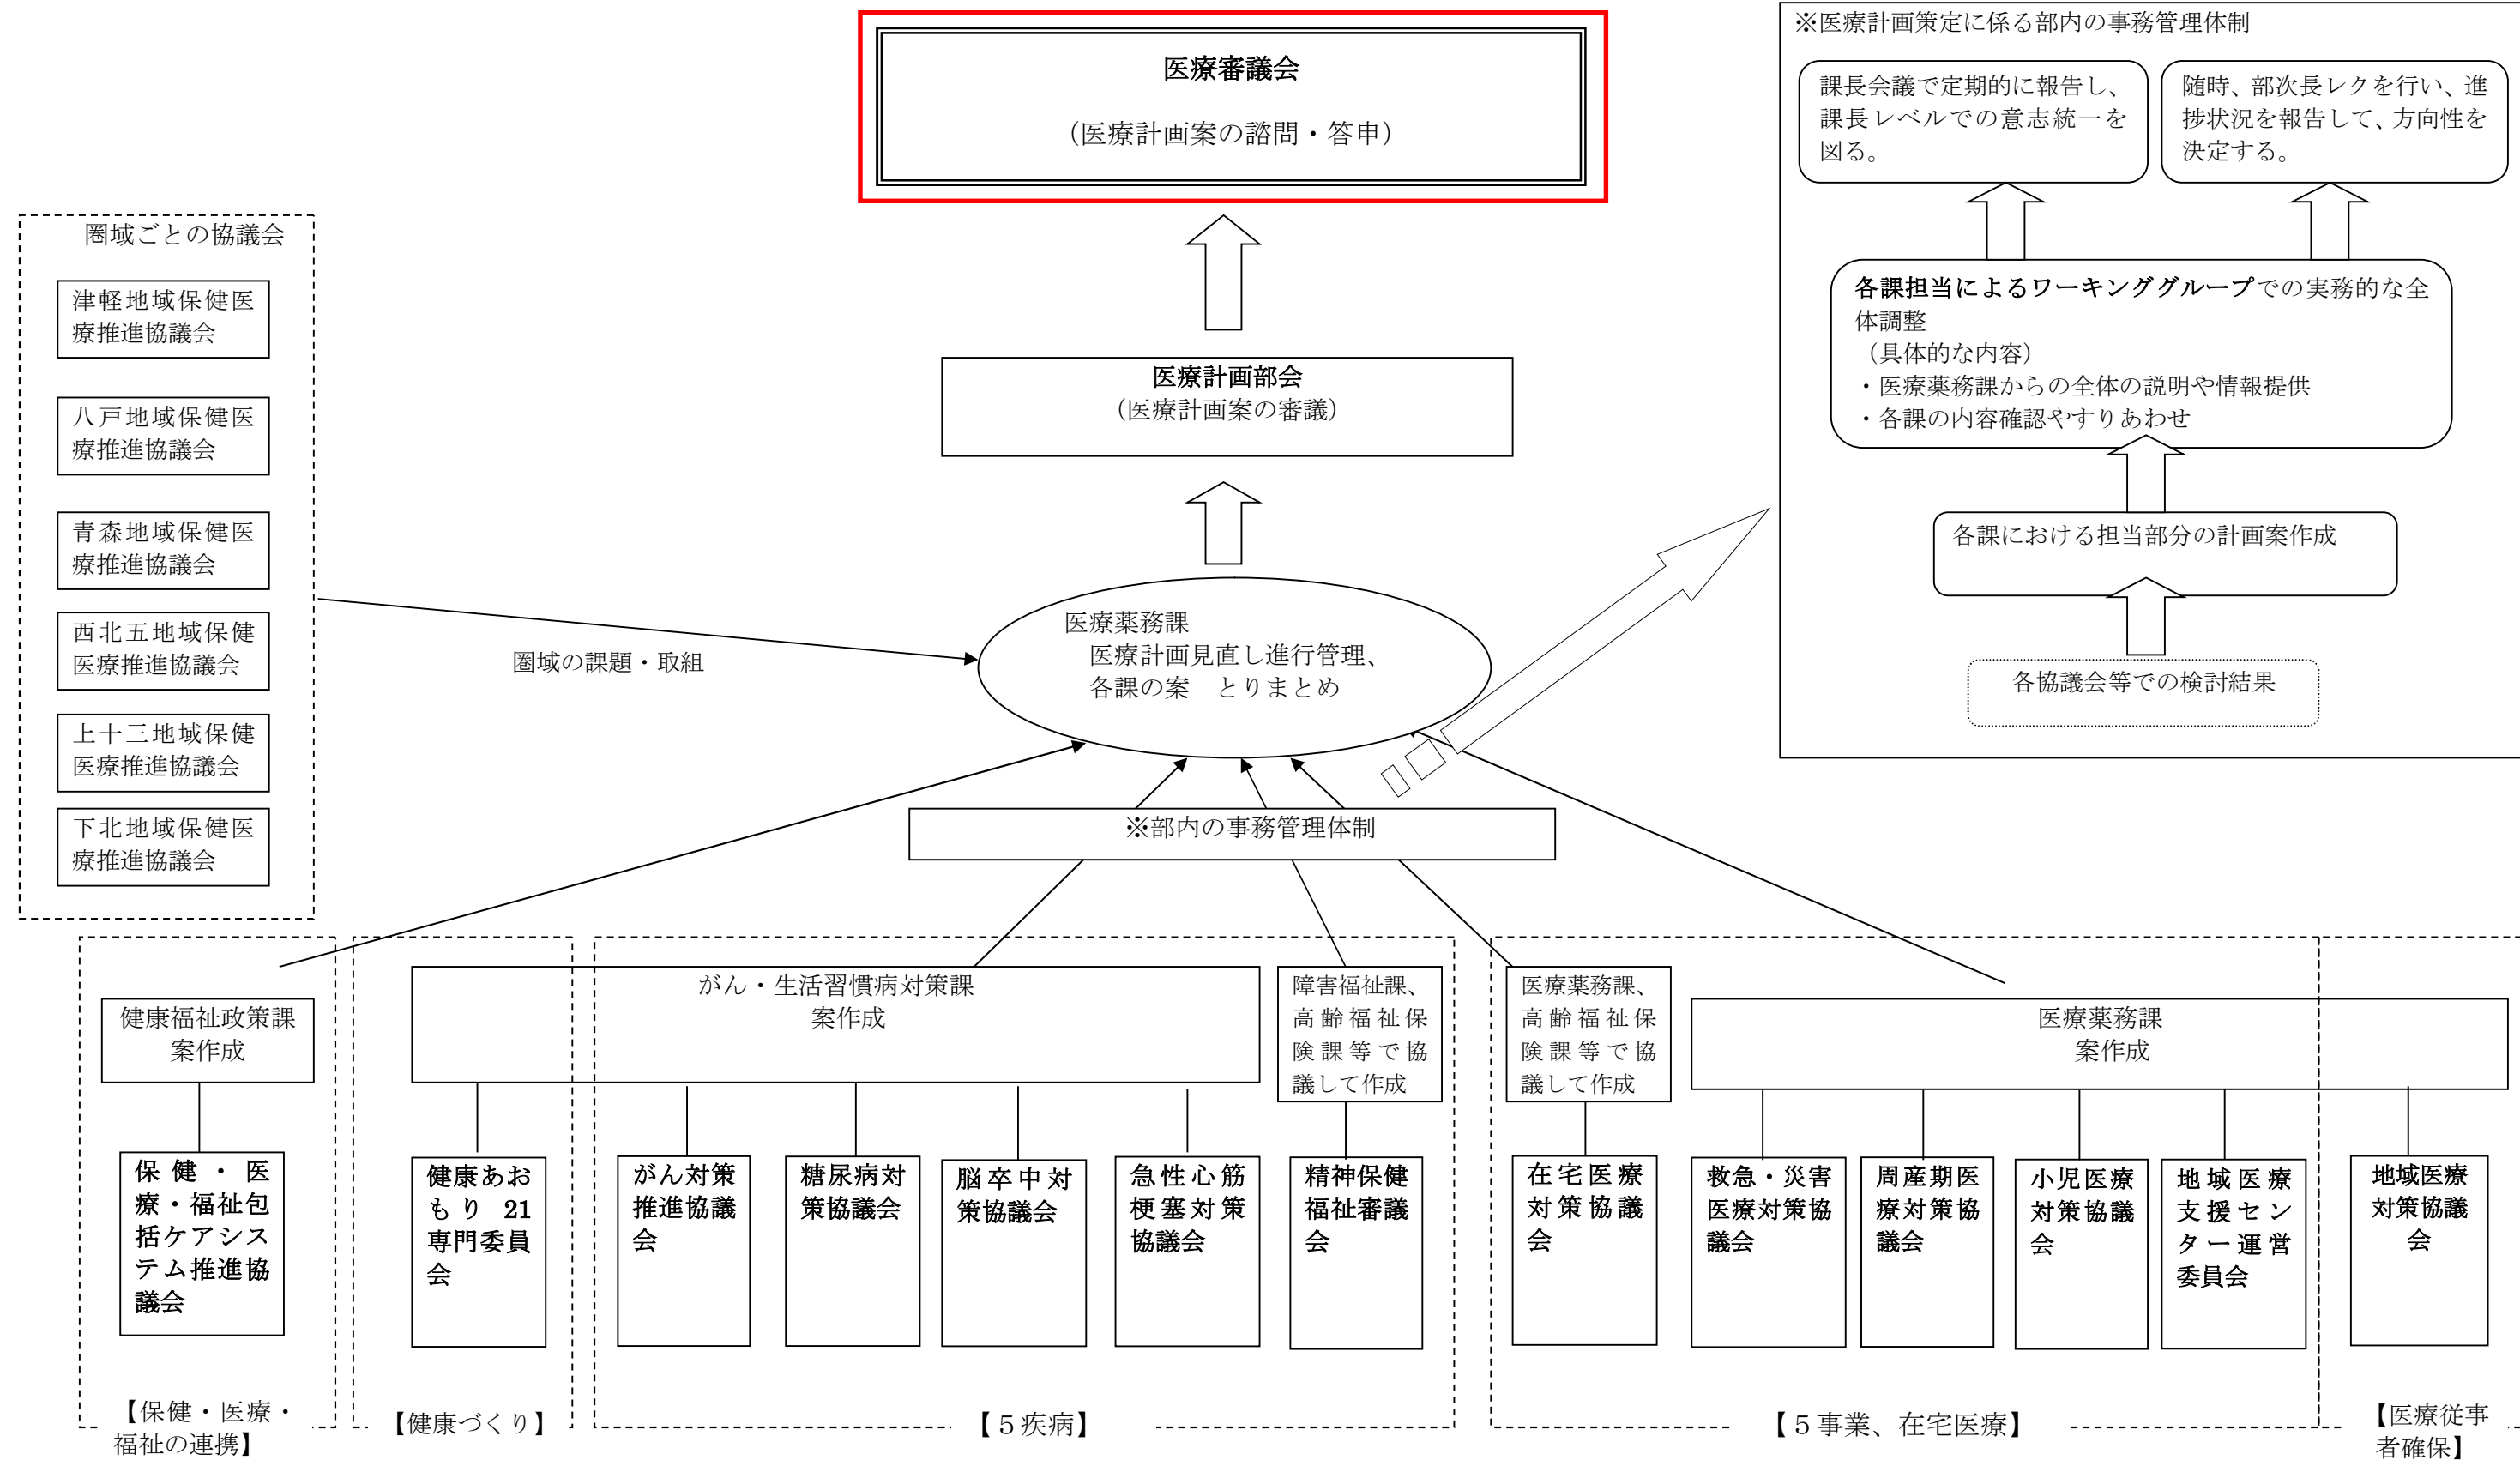 医療審議会
（医療計画案の諮問・答申）
※医療計画策定に係る部内の事務管理体制
課長会議で定期的に報告し、
課長レベルでの意志統一を
図る。
随時、部次長レクを行い、進
捗状況を報告して、方向性を
決定する。
各課担当によるワーキンググループでの実務的な全
体調整
（具体的な内容）
・医療薬務課からの全体の説明や情報提供
・各課の内容確認やすりあわせ
各課における担当部分の計画案作成
各協議会等での検討結果
圏域ごとの協議会
津軽地域保健医
療推進協議会
八戸地域保健医
療推進協議会
青森地域保健医
療推進協議会
西北五地域保健
医療推進協議会
上十三地域保健
医療推進協議会
下北地域保健医
療推進協議会
医療計画部会
（医療計画案の審議）
圏域の課題・取組
医療薬務課
医療計画見直し進行管理、
各課の案　とりまとめ
※部内の事務管理体制
健康福祉政策課
案作成
がん・生活習慣病対策課
案作成
障害福祉課、
高齢福祉保
険課等で協
議して作成
医療薬務課、
高齢福祉保
険課等で協
議して作成
医療薬務課
案作成
保健・医
療・福祉包
括ケアシス
テム推進協
議会
健康あお
もり 21
専門委員
会
がん対策
推進協議
会
糖尿病対
策協議会
脳卒中対
策協議会
急性心筋
梗塞対策
協議会
精神保健
福祉審議
会
在宅医療
対策協議
会
救急・災害
医療対策協
議会
周産期医
療対策協
議会
小児医療
対策協議
会
地域医療
支援セン
ター運営
委員会
地域医療
対策協議
会
【保健・医療・
福祉の連携】
【健康づくり】
【５疾病】
【５事業、在宅医療】
【医療従事
者確保】